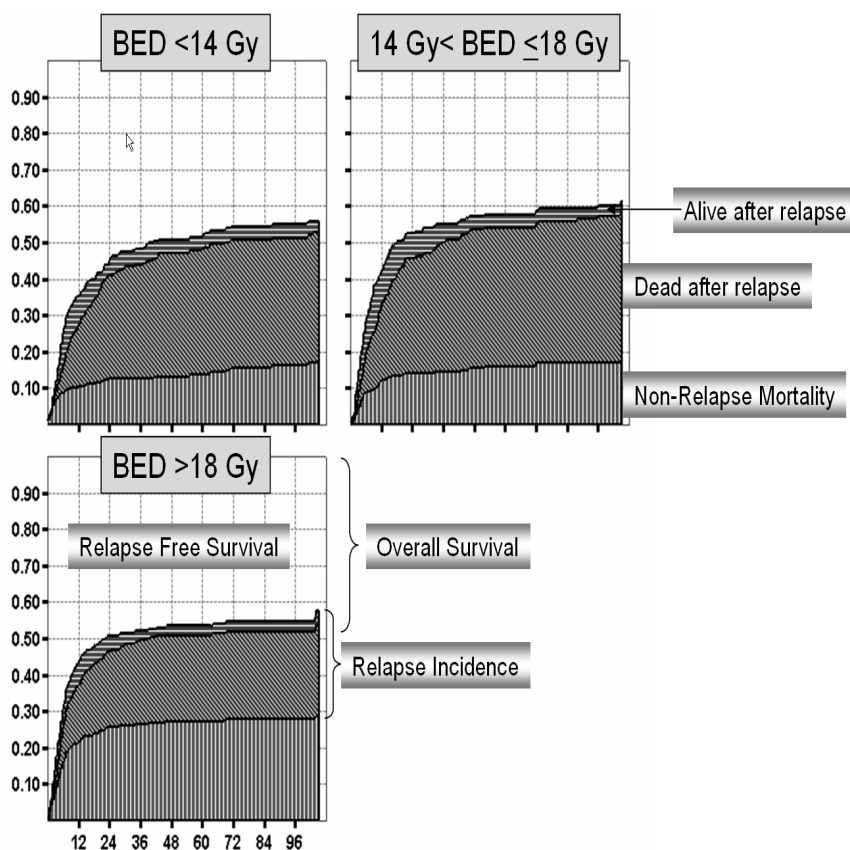 BED <14 Gy
14 Gy< BED ≤18 Gy
0.90
0.80
0.70
0.60
0.50
0.40
0.30
0.20
0.10
Alive after relapse
Dead after relapse
Non-Relapse Mortality
BED >18 Gy
0.90
0.80
0.70
0.60
0.50
0.40
0.30
0.20
0.10
Relapse Free Survival
Overall Survival
Relapse Incidence
12 24 36 48 60 72 84 96